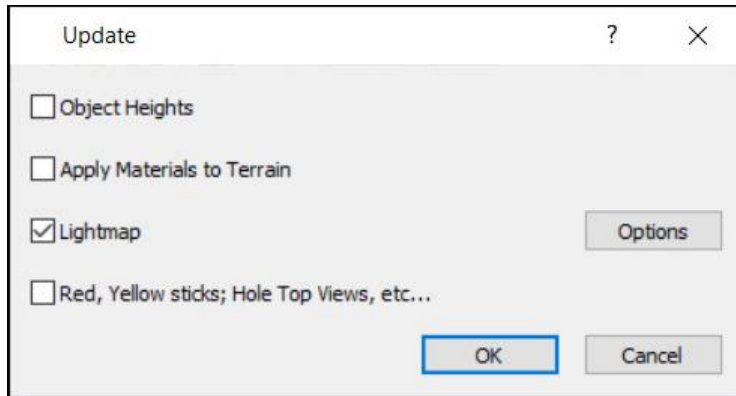 Update ?
Object Heights
Apply Materials to Terrain
Lightmap Options
Red, Yellow sticks; Hole Top Views, etc...
OK Cancel